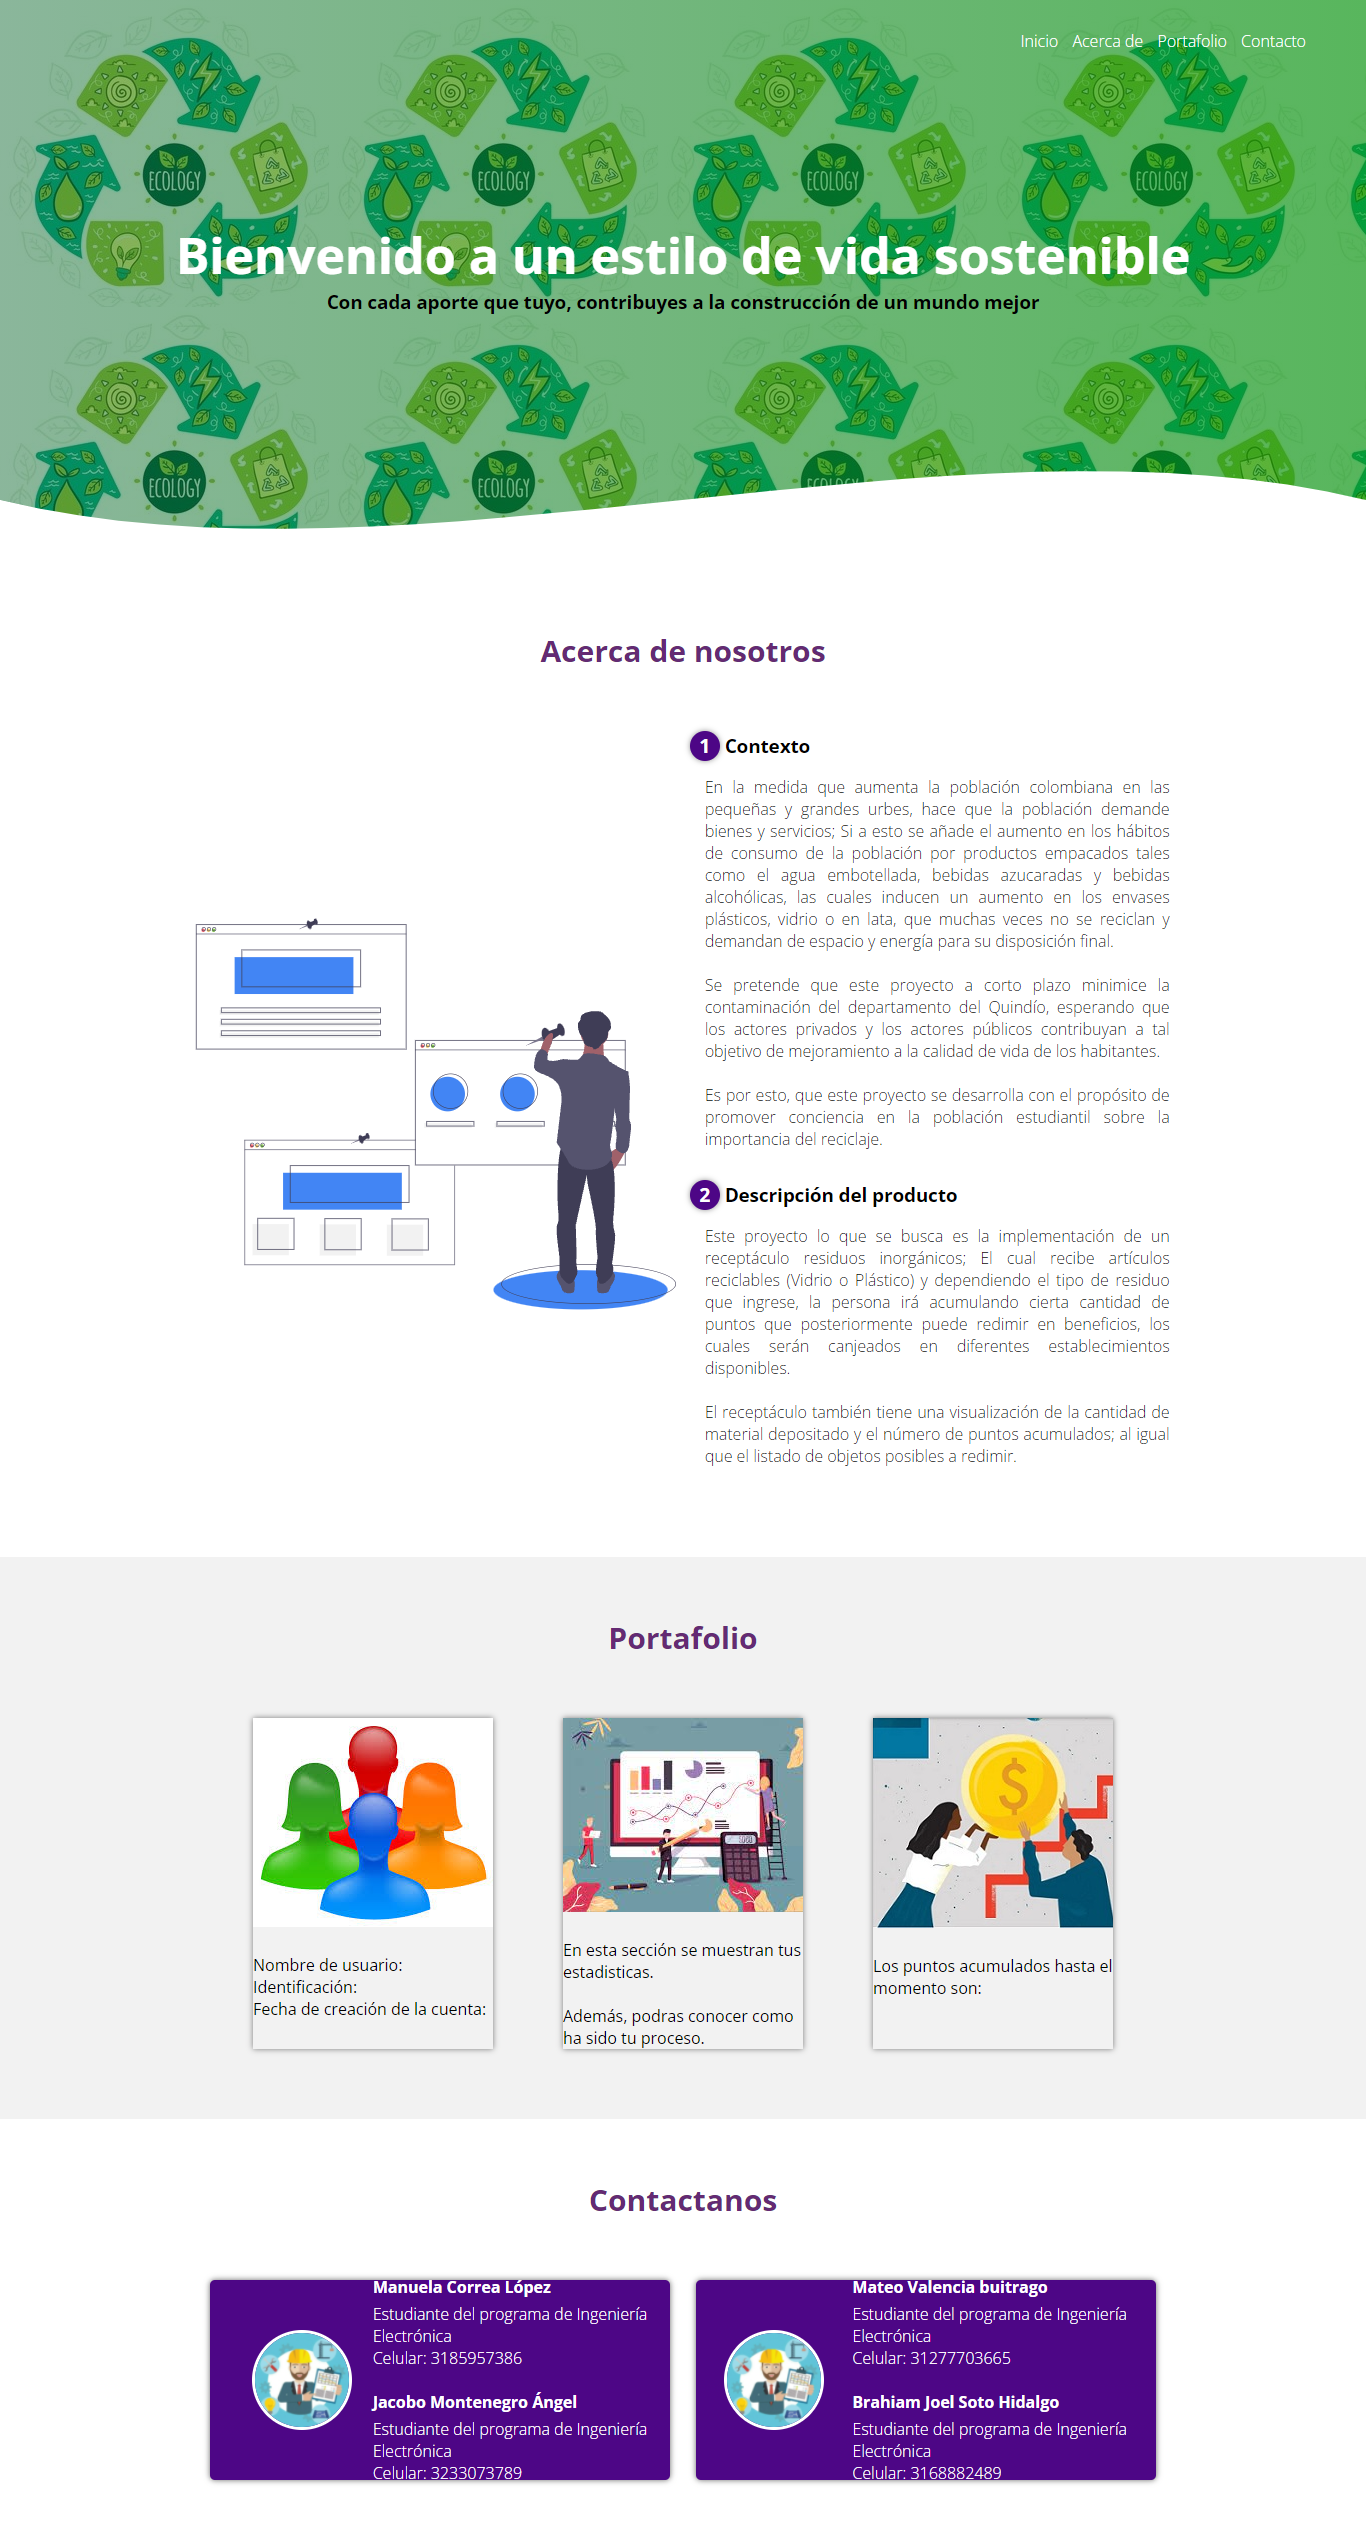 Inicio Acerca de Portafolio Contacto
ECOLOGY ECOLOGY ECOLOGY ECOLOGY
Bienvenido a un estilo de vida sostenible
Con cada aporte que tuyo, contribuyes a la construcción de un mundo mejor
ECOLOGY ECOLOGY ECOLOGY ECOLOGY
Acerca de nosotros
1 Contexto
En la medida que aumenta la población colombiana en las
pequeñas y grandes urbes, hace que la población demande
bienes y servicios; Si a esto se añade el aumento en los hábitos
de consumo de la población por productos empacados tales
como el agua embotellada, bebidas azucaradas y bebidas
alcohólicas, las cuales inducen un aumento en los envases
plásticos, vidrio o en lata, que muchas veces no se reciclan y
demandan de espacio y energía para su disposición final.
Se pretende que este proyecto a corto plazo minimice la
contaminación del departamento del Quindío, esperando que
los actores privados y los actores públicos contribuyan a tal
objetivo de mejoramiento a la calidad de vida de los habitantes.
Es por esto, que este proyecto se desarrolla con el propósito de
promover conciencia en la población estudiantil sobre la
importancia del reciclaje.
2 Descripción del producto
Este proyecto lo que se busca es la implementación de un
receptáculo residuos inorgánicos; El cual recibe artículos
reciclables (Vidrio o Plástico) y dependiendo el tipo de residuo
que ingrese, la persona irá acumulando cierta cantidad de
puntos que posteriormente puede redimir en beneficios, los
cuales serán canjeados en diferentes establecimientos
disponibles.
El receptáculo también tiene una visualización de la cantidad de
material depositado y el número de puntos acumulados; al igual
que el listado de objetos posibles a redimir.
Portafolio
$
Nombre de usuario:
Identificación:
Fecha de creación de la cuenta:
En esta sección se muestran tus
estadisticas.
Además, podras conocer como
ha sido tu proceso.
Los puntos acumulados hasta el
momento son:
Contactanos
Manuela Correa López
Estudiante del programa de Ingeniería
Electrónica
Celular: 3185957386
Jacobo Montenegro Ángel
Estudiante del programa de Ingeniería
Electrónica
Celular: 3233073789
Mateo Valencia buitrago
Estudiante del programa de Ingeniería
Electrónica
Celular: 31277703665
Brahiam Joel Soto Hidalgo
Estudiante del programa de Ingeniería
Electrónica
Celular: 3168882489